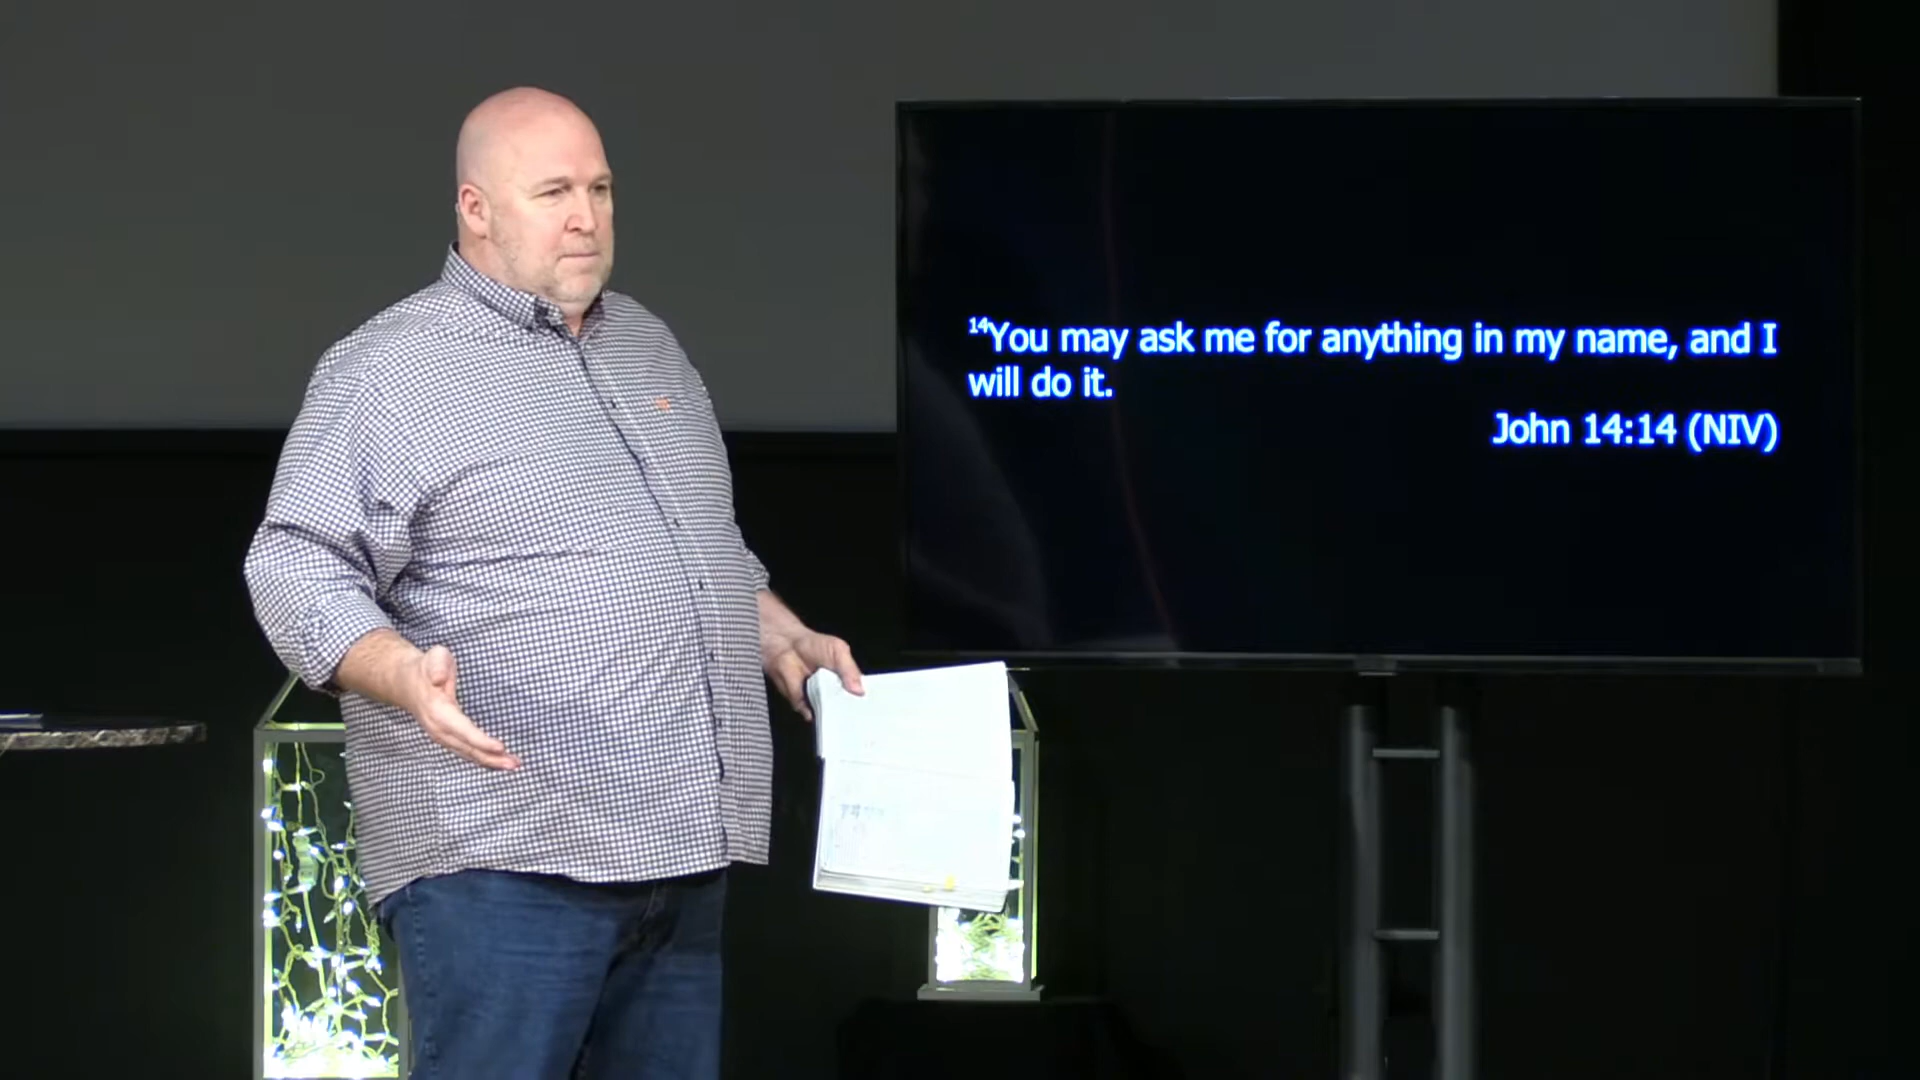 ¹⁴You may ask me for anything in my name, and I
will do it.
John 14:14 (NIV)